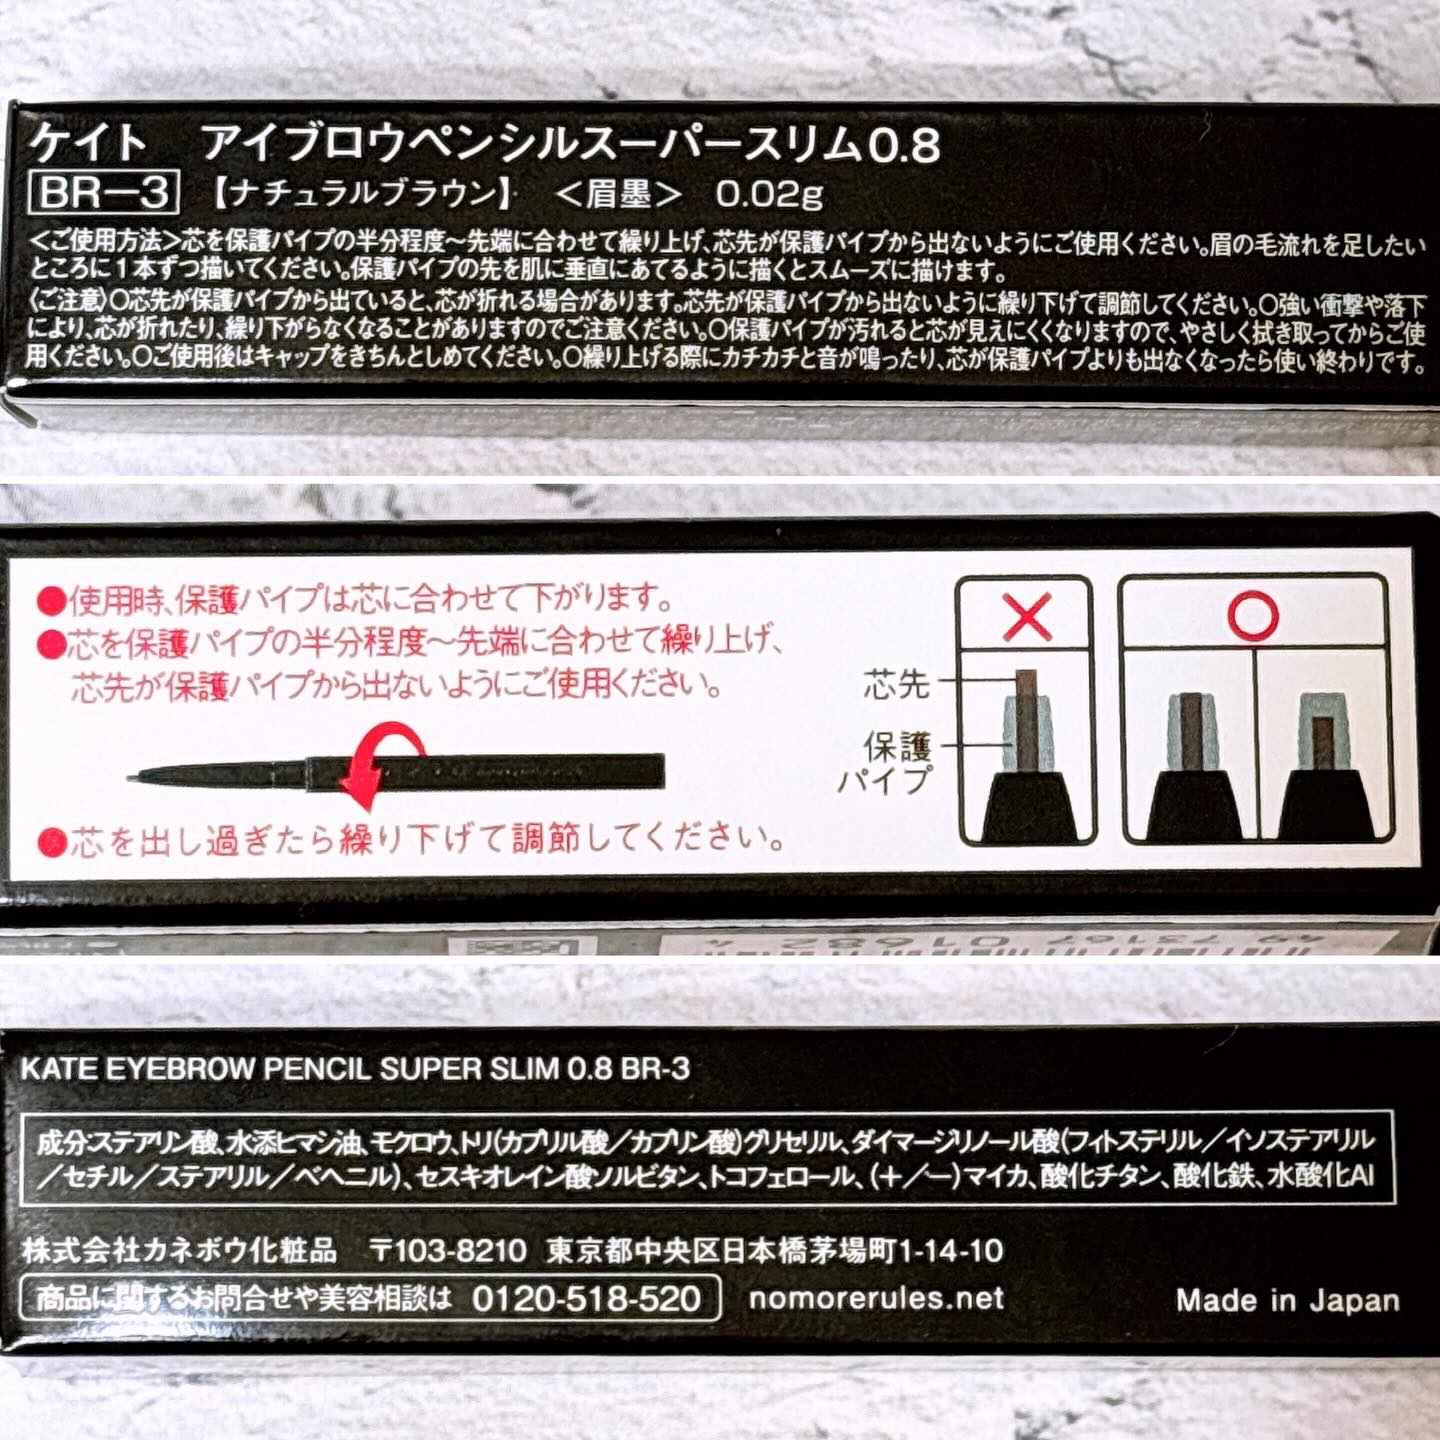 ケイト　アイブロウペンシルスーパースリム0.8
BR-3 【ナチュラルブラウン】 ＜眉墨＞ 0.02g
＜ご使用方法＞芯を保護パイプの半分程度～先端に合わせて繰り上げ、芯先が保護パイプから出ないようにご使用ください。眉の毛流れを足したい
ところに1本ずつ描いてください。保護パイプの先を肌に垂直にあてるように描くとスムーズに描けます。
〈ご注意〉○芯先が保護パイプから出ていると、芯が折れる場合があります。芯先が保護パイプから出ないように繰り下げて調節してください。○強い衝撃や落下
により、芯が折れたり、繰り下がらなくなることがありますのでご注意ください。○保護パイプが汚れると芯が見えにくくなりますので、やさしく拭き取ってからご使
用ください。○ご使用後はキャップをきちんとしめてください。○繰り上げる際にカチカチと音が鳴ったり、芯が保護パイプよりも出なくなったら使い終わりです。
●使用時、保護パイプは芯に合わせて下がります。
●芯を保護パイプの半分程度～先端に合わせて繰り上げ、
芯先が保護パイプから出ないようにご使用ください。
●芯を出し過ぎたら繰り下げて調節してください。
芯先
保護
パイプ
4973167016824
KATE EYEBROW PENCIL SUPER SLIM 0.8 BR-3
成分:ステアリン酸、水添ヒマシ油、モクロウ、トリ(カプリル酸／カプリン酸)グリセリル、ダイマージリノール酸(フィトステリル／イソステアリル
／セチル／ステアリル／ベヘニル)、セスキオレイン酸ソルビタン、トコフェロール、(＋／－)マイカ、酸化チタン、酸化鉄、水酸化Al
株式会社カネボウ化粧品　〒103-8210 東京都中央区日本橋茅場町1-14-10
商品に関するお問合せや美容相談は 0120-518-520 nomorerules.net Made in Japan